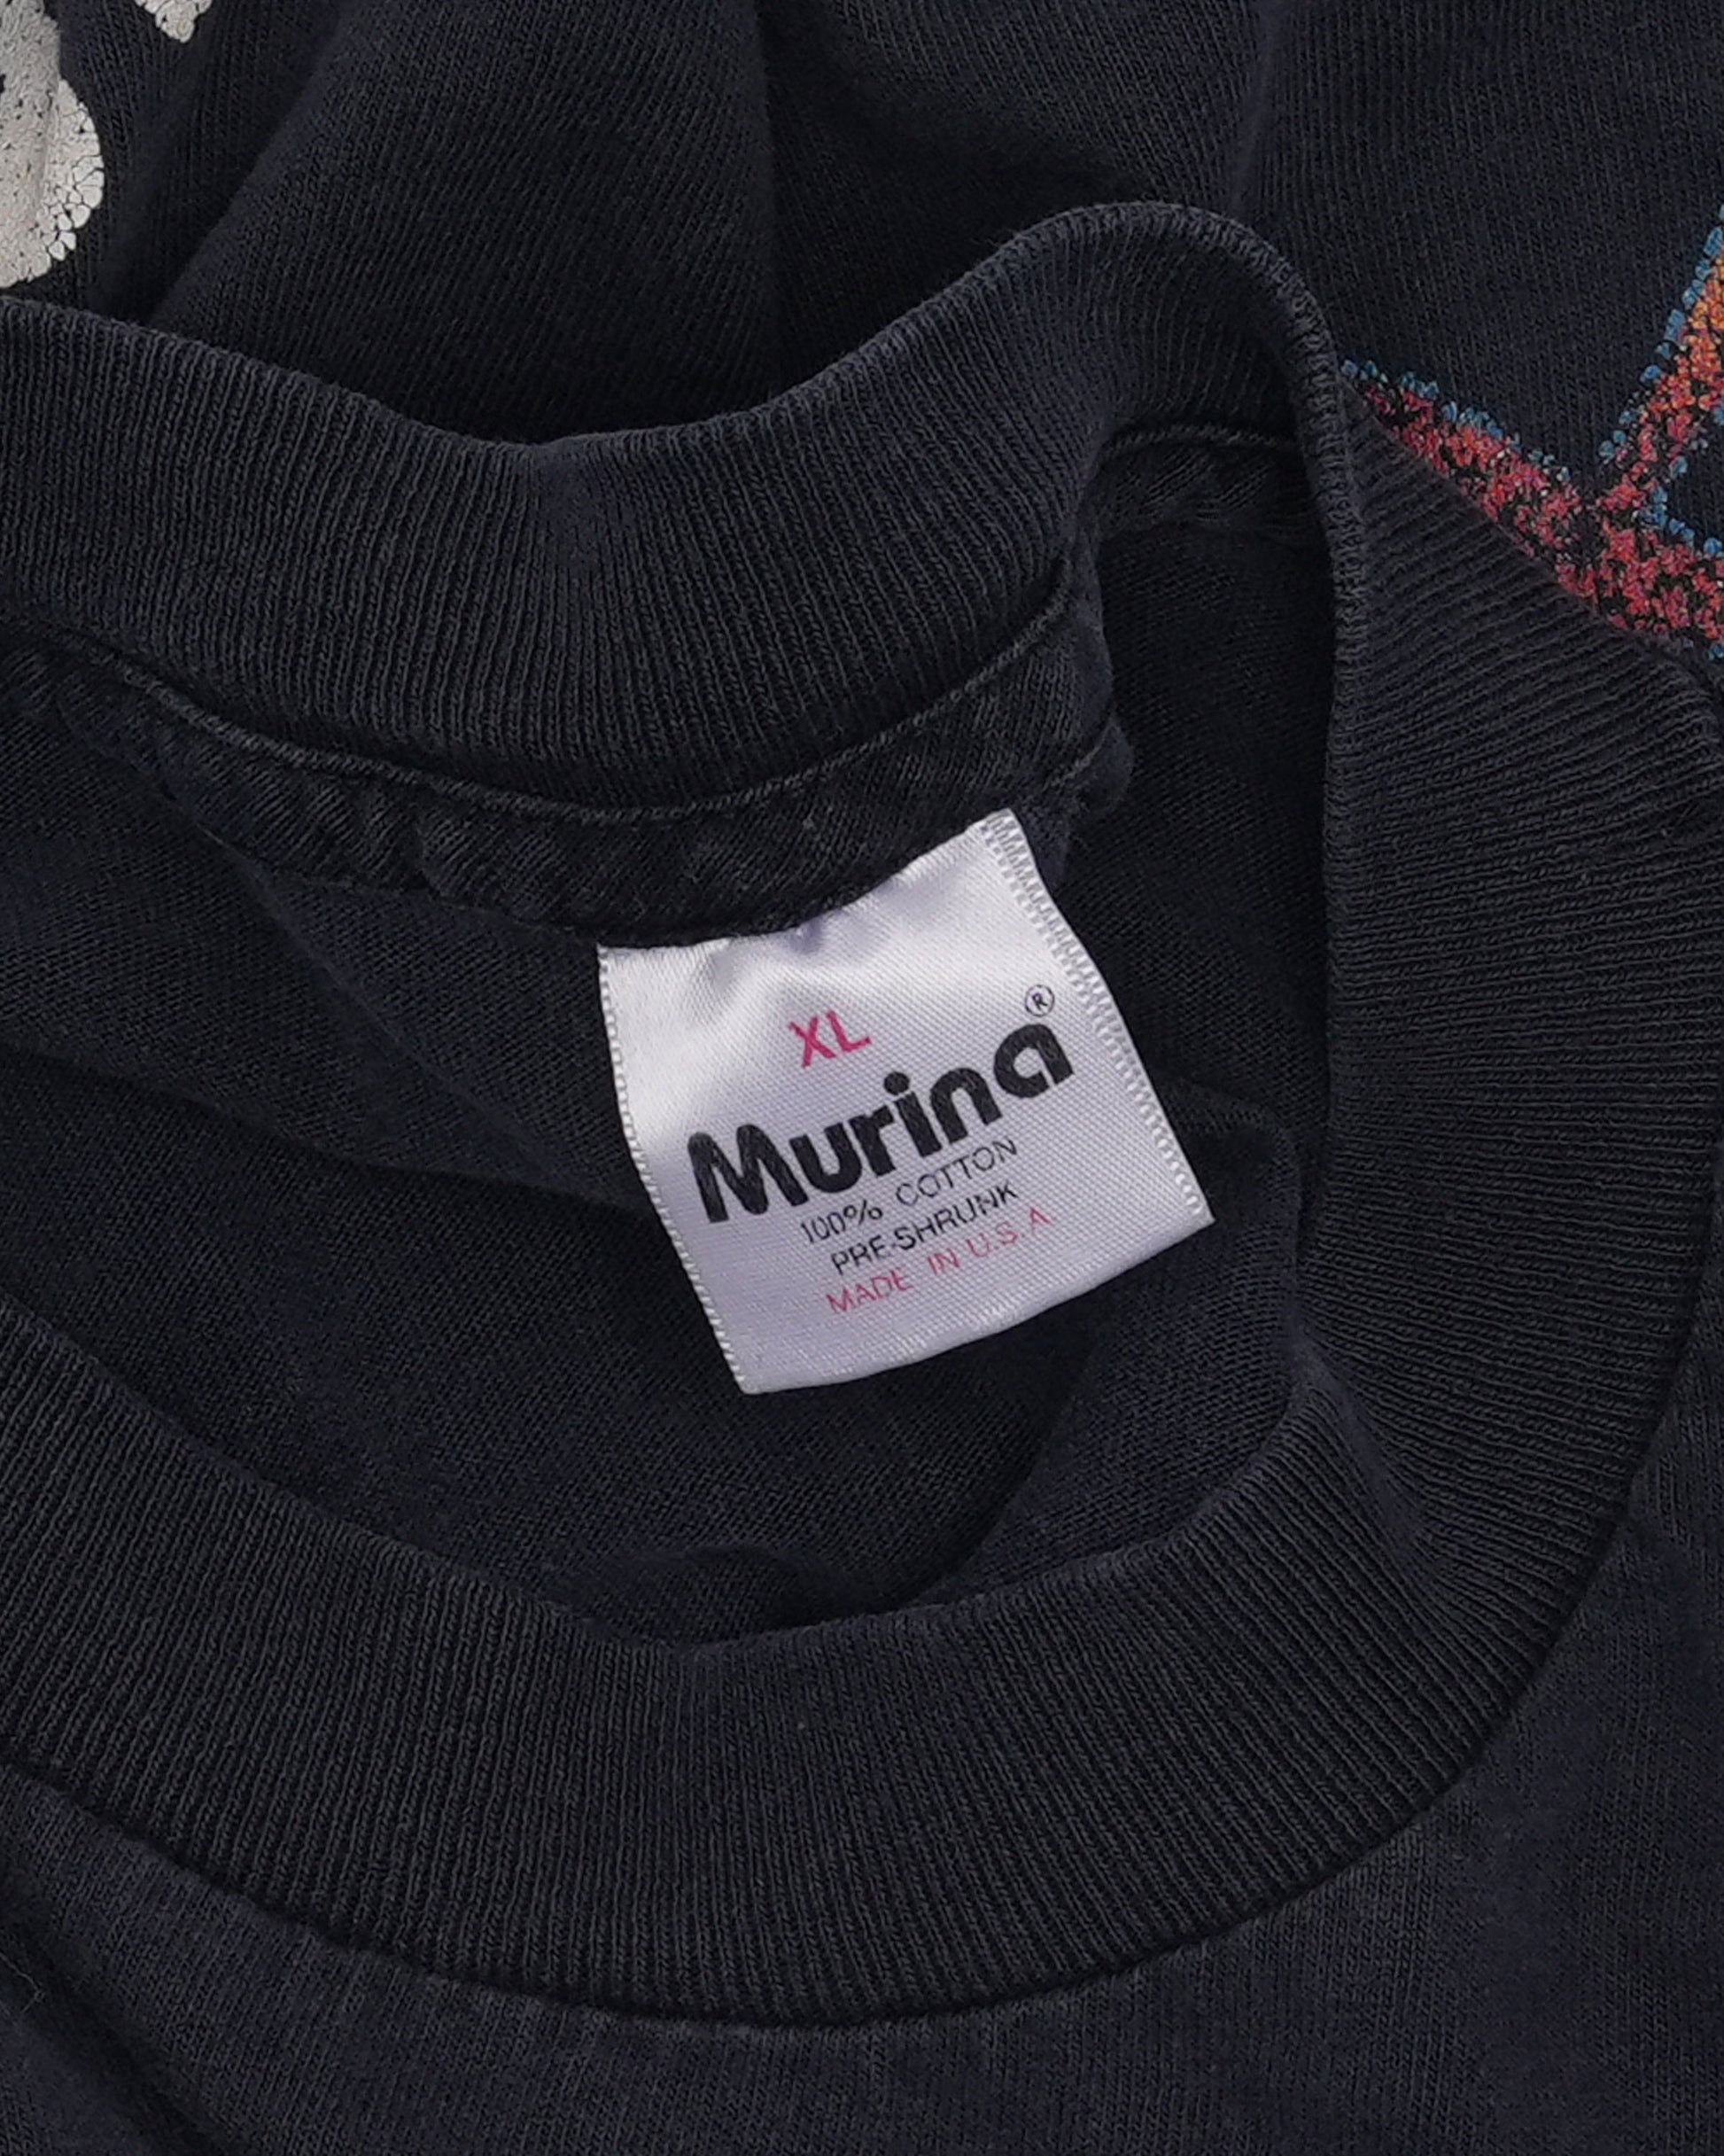 XL
Murina®
100% COTTON
PRE-SHRUNK
MADE IN U.S.A